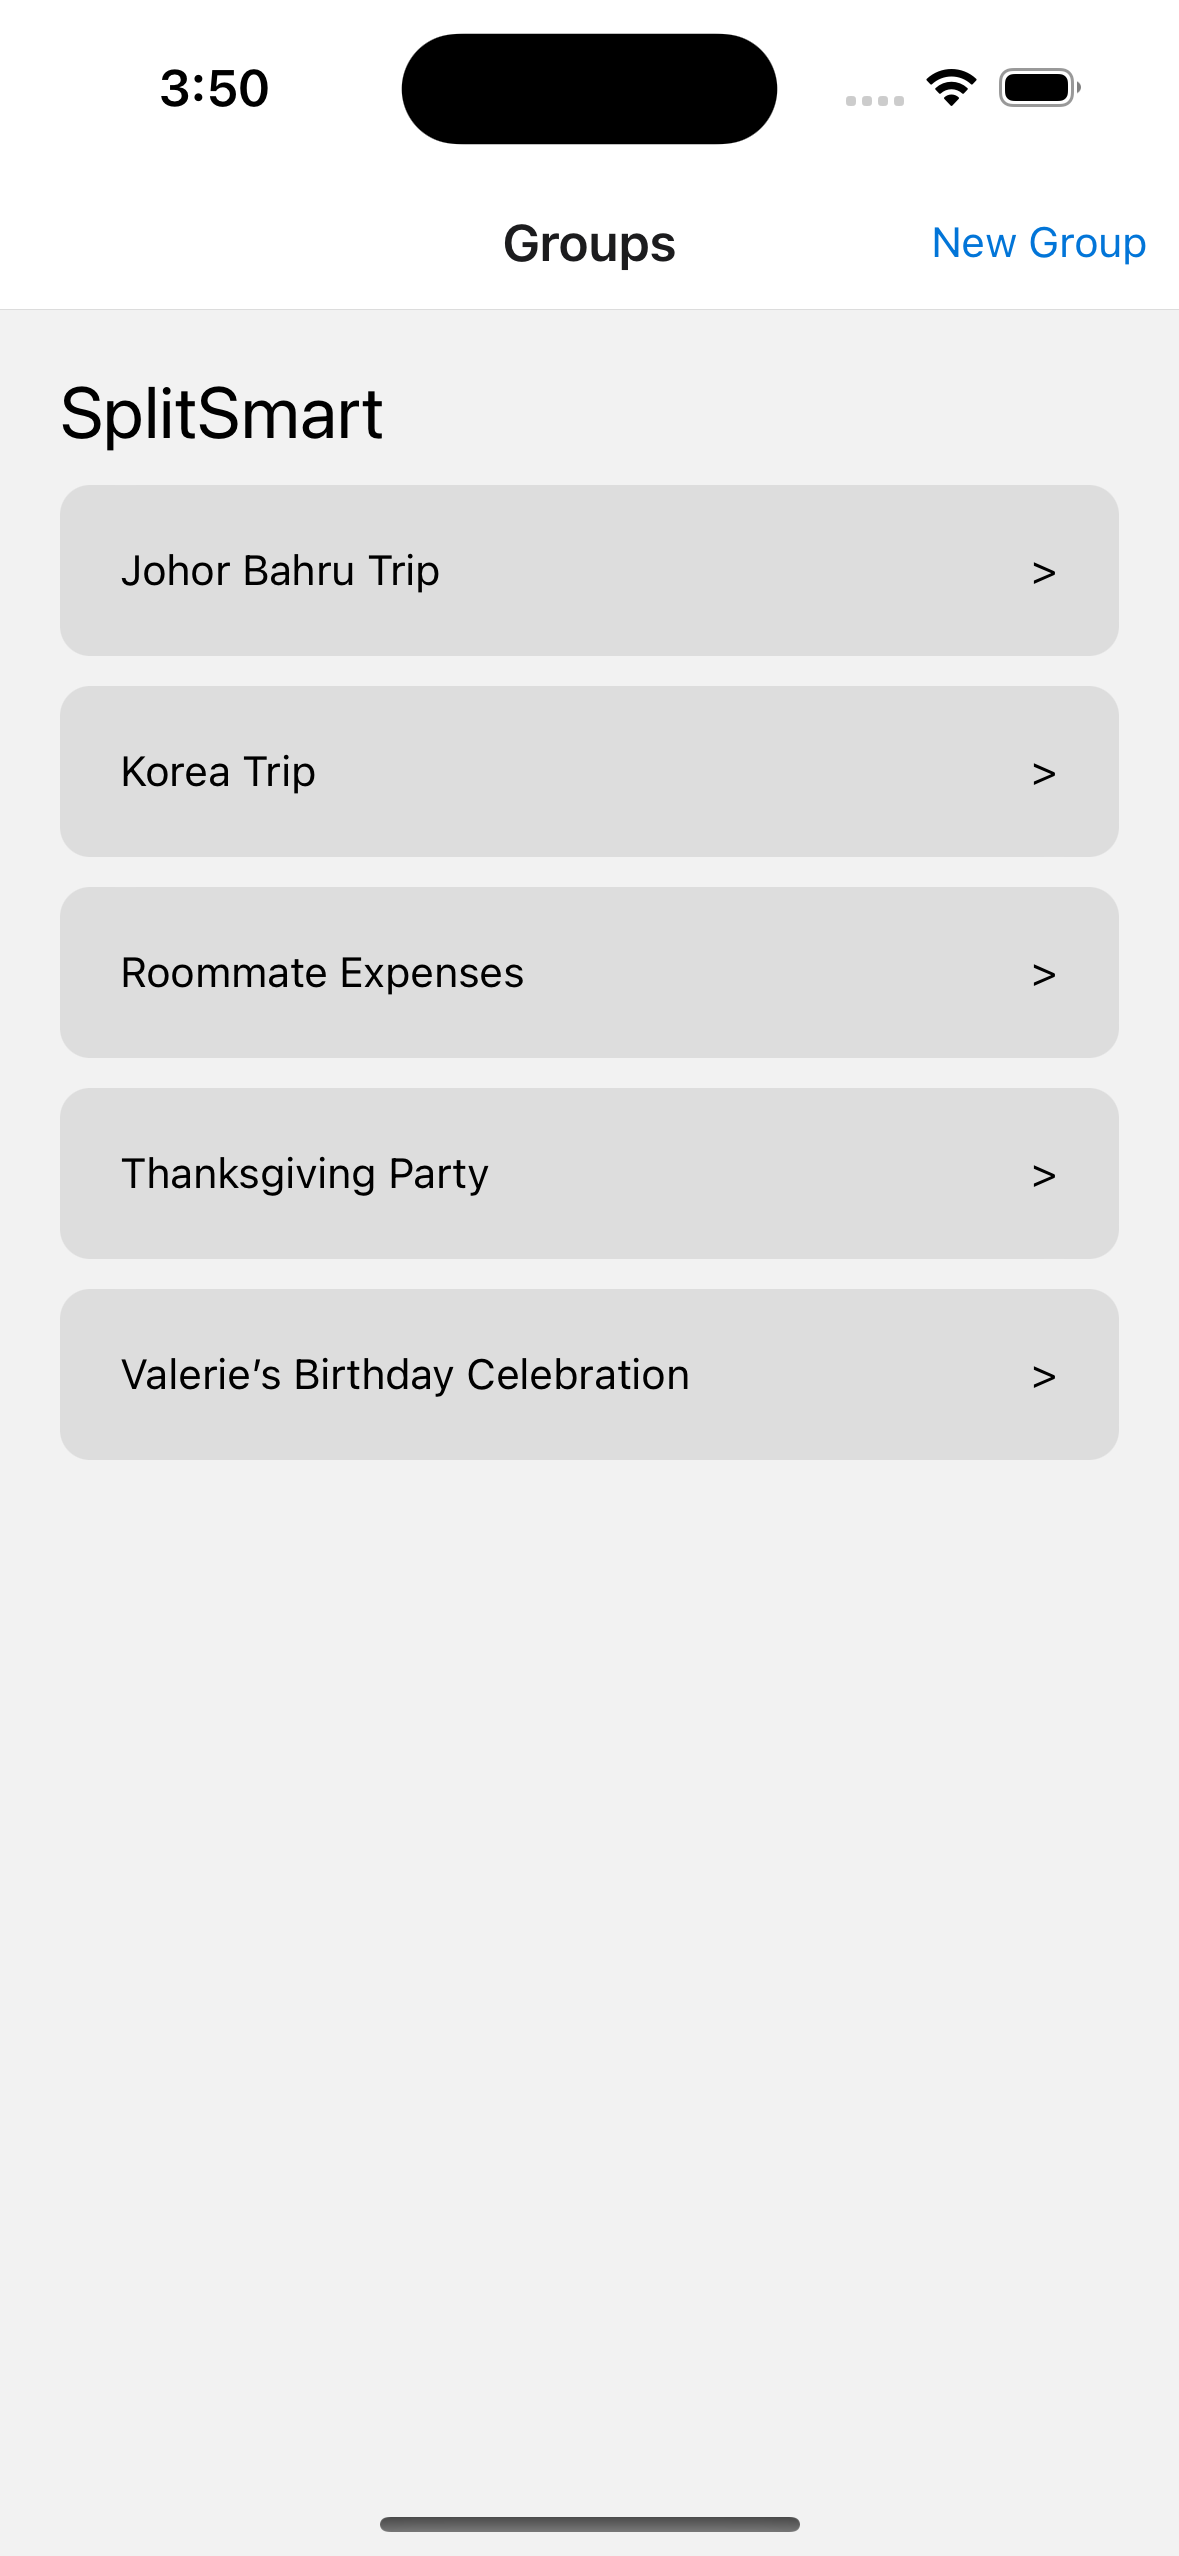 3:50
Groups
New Group
SplitSmart
Johor Bahru Trip >
Korea Trip >
Roommate Expenses >
Thanksgiving Party >
Valerie’s Birthday Celebration >